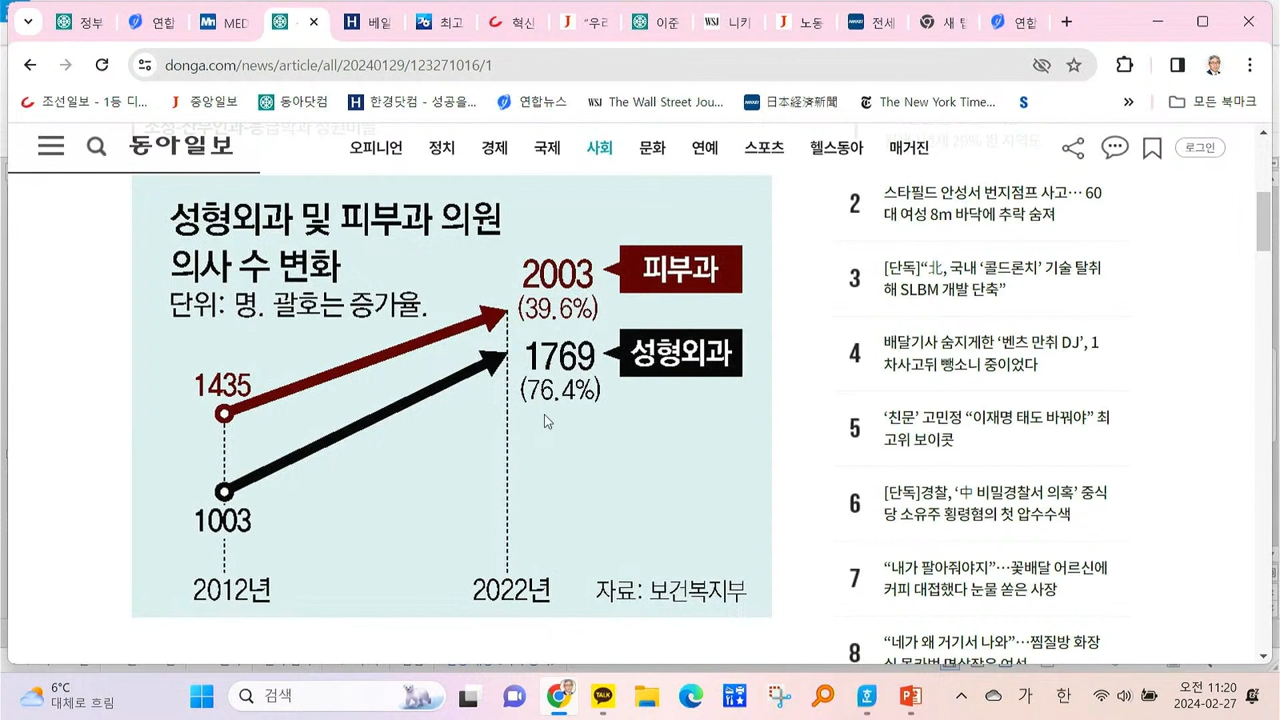 정부
연합
MED
성형
베일
최고
혁신
"우리
이준
니키
노동
전세
새 탭
연합
donga.com/news/article/all/20240129/123271016/1
조선일보 - 1등 디...
중앙일보
동아닷컴
한경닷컴 - 성공을...
연합뉴스
WSJ The Wall Street Jou...
日本経済新聞
The New York Time...
모든 북마크
동아일보
오피니언 정치 경제 국제 사회 문화 연예 스포츠 헬스동아 매거진
로그인
성형외과 및 피부과 의원
의사 수 변화
단위: 명. 괄호는 증가율.
2003
(39.6%)
피부과
1769
(76.4%)
성형외과
1435
1003
2012년
2022년
자료: 보건복지부
2 스타필드 안성서 번지점프 사고… 60
대 여성 8m 바닥에 추락 숨져
3 [단독]“北, 국내 ‘콜드론치’ 기술 탈취
해 SLBM 개발 단축”
4 배달기사 숨지게한 ‘벤츠 만취 DJ’, 1
차사고뒤 뺑소니 중이었다
5 ‘친문’ 고민정 “이재명 태도 바꿔야” 최
고위 보이콧
6 [단독]경찰, ‘中 비밀경찰서 의혹’ 중식
당 소유주 횡령혐의 첫 압수수색
7 “내가 팔아줘야지”…꽃배달 어르신에
커피 대접했다 눈물 쏟은 사장
8 “네가 왜 거기서 나와”…찜질방 화장
6°C
대체로 흐림
검색
TALK
가
한
오전 11:20
2024-02-27